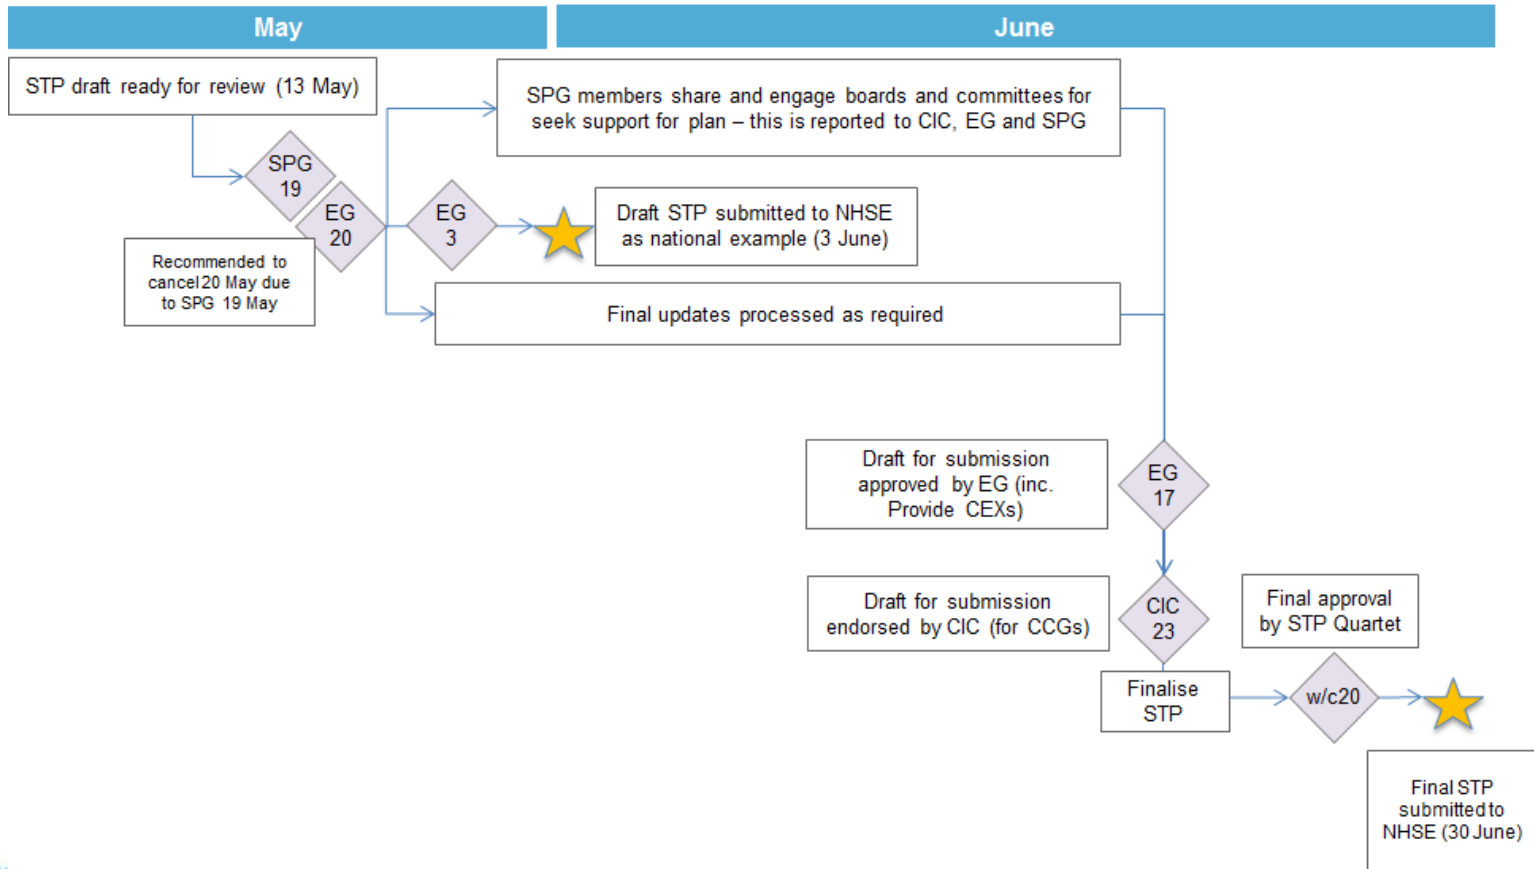 May
June
STP draft ready for review (13 May)
SPG members share and engage boards and committees for
seek support for plan – this is reported to CIC, EG and SPG
SPG
19
EG
20
EG
3
Draft STP submitted to NHSE
as national example (3 June)
Recommended to
cancel 20 May due
to SPG 19 May
Final updates processed as required
Draft for submission
approved by EG (inc.
Provide CEXs)
EG
17
Draft for submission
endorsed by CIC (for CCGs)
CIC
23
Final approval
by STP Quartet
Finalise
STP
w/c20
Final STP
submitted to
NHSE (30 June)